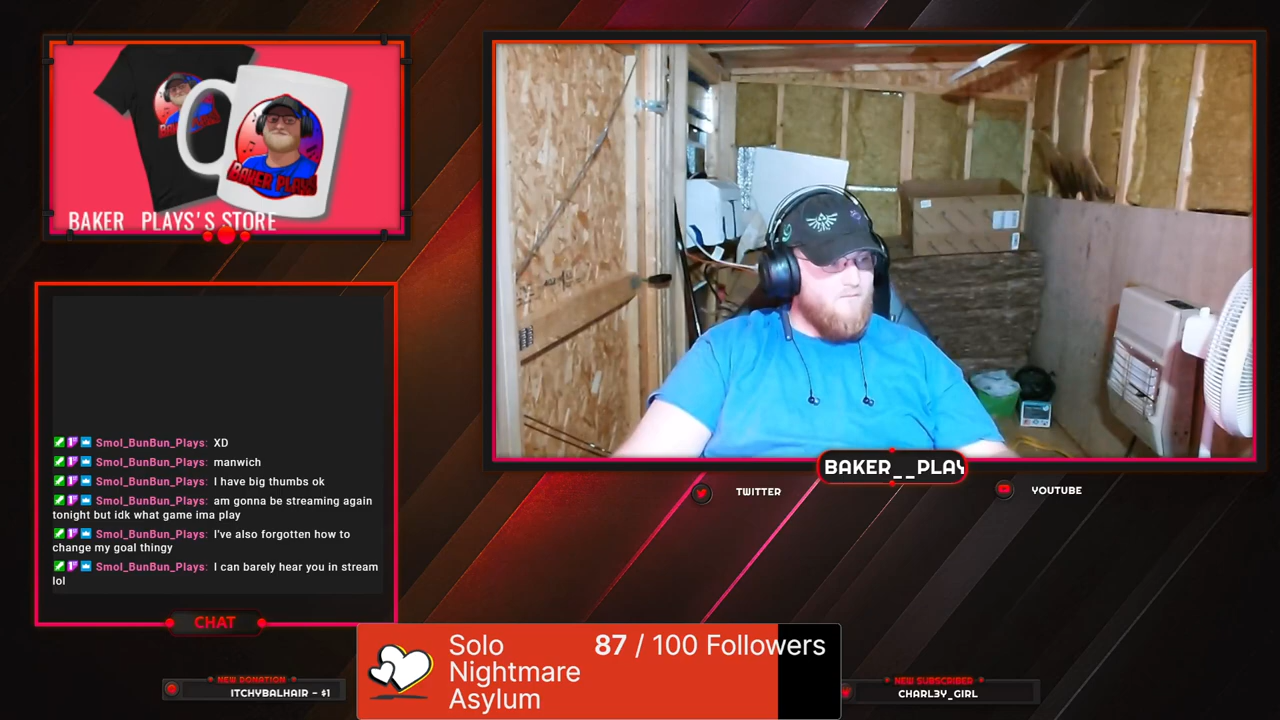 BAKER PLAYS
BAKER PLAYS'S STORE
Smol_BunBun_Plays: XD
Smol_BunBun_Plays: manwich
Smol_BunBun_Plays: I have big thumbs ok
Smol_BunBun_Plays: am gonna be streaming again
tonight but idk what game ima play
Smol_BunBun_Plays: I've also forgotten how to
change my goal thingy
Smol_BunBun_Plays: I can barely hear you in stream
lol
CHAT
BAKER__PLAY
TWITTER
YOUTUBE
Solo
Nightmare
Asylum
87 / 100 Followers
NEW DONATION
ITCHYBALHAIR - $1
NEW SUBSCRIBER
CHARL3Y_GIRL